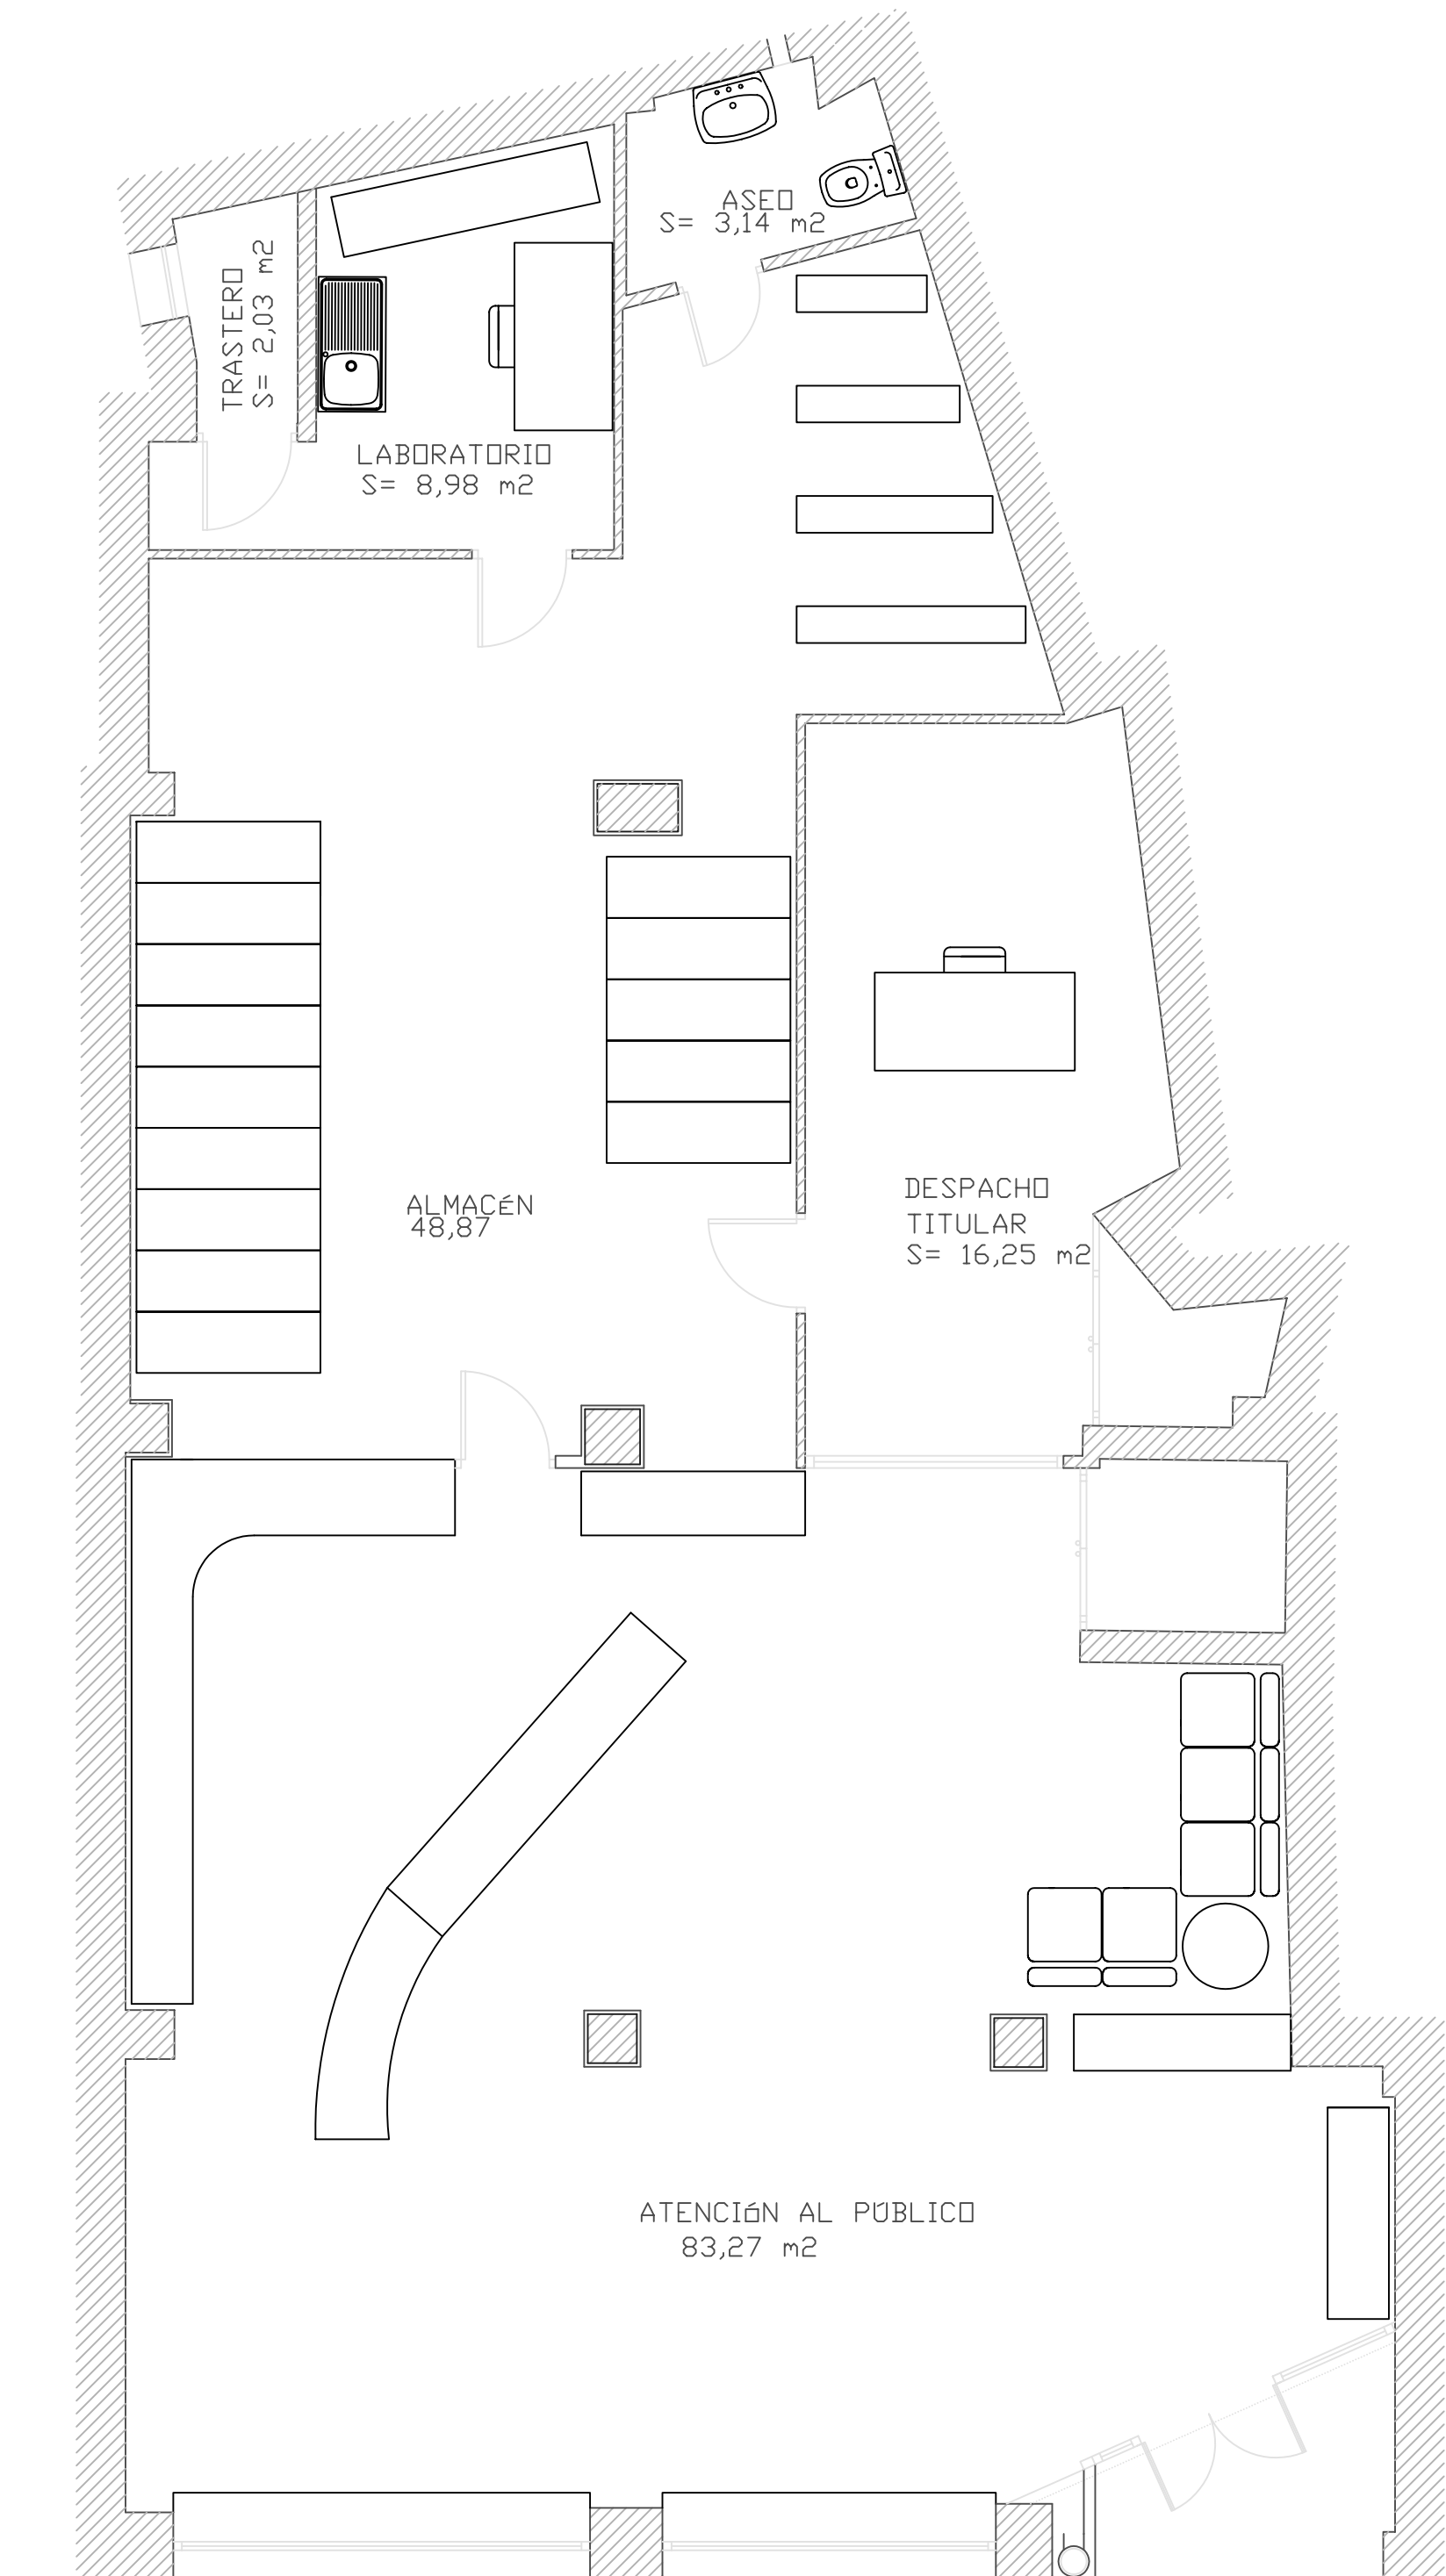 ASEO
S= 3,14 m2
TRASTERO
S= 2,03 m2
LABORATORIO
S= 8,98 m2
DESPACHO
TITULAR
S= 16,25 m2
ALMACÉN
48,87
ATENCIóN AL PÚBLICO
83,27 m2